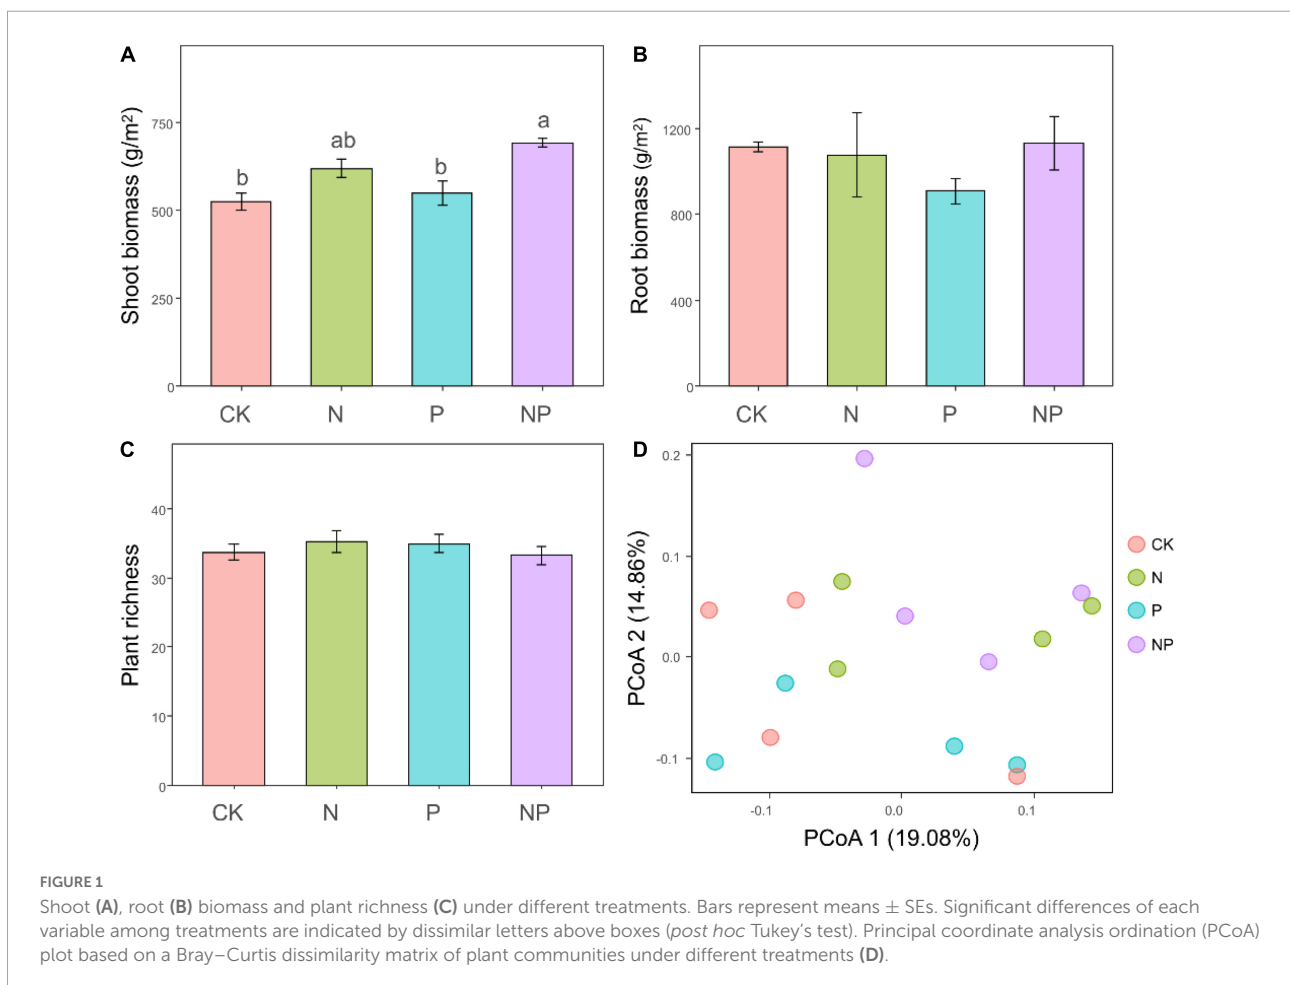 A
Shoot biomass (g/m²)
750
500
250
0
b
ab
b
a
CK N P NP
B
Root biomass (g/m²)
1200
800
400
0
CK N P NP
C
Plant richness
40
30
20
10
0
CK N P NP
D
PCoA 2 (14.86%)
0.2
0.1
0.0
-0.1
-0.1 0.0 0.1
PCoA 1 (19.08%)
CK
N
P
NP
FIGURE 1
Shoot (A), root (B) biomass and plant richness (C) under different treatments. Bars represent means ± SEs. Significant differences of each
variable among treatments are indicated by dissimilar letters above boxes (post hoc Tukey's test). Principal coordinate analysis ordination (PCoA)
plot based on a Bray–Curtis dissimilarity matrix of plant communities under different treatments (D).